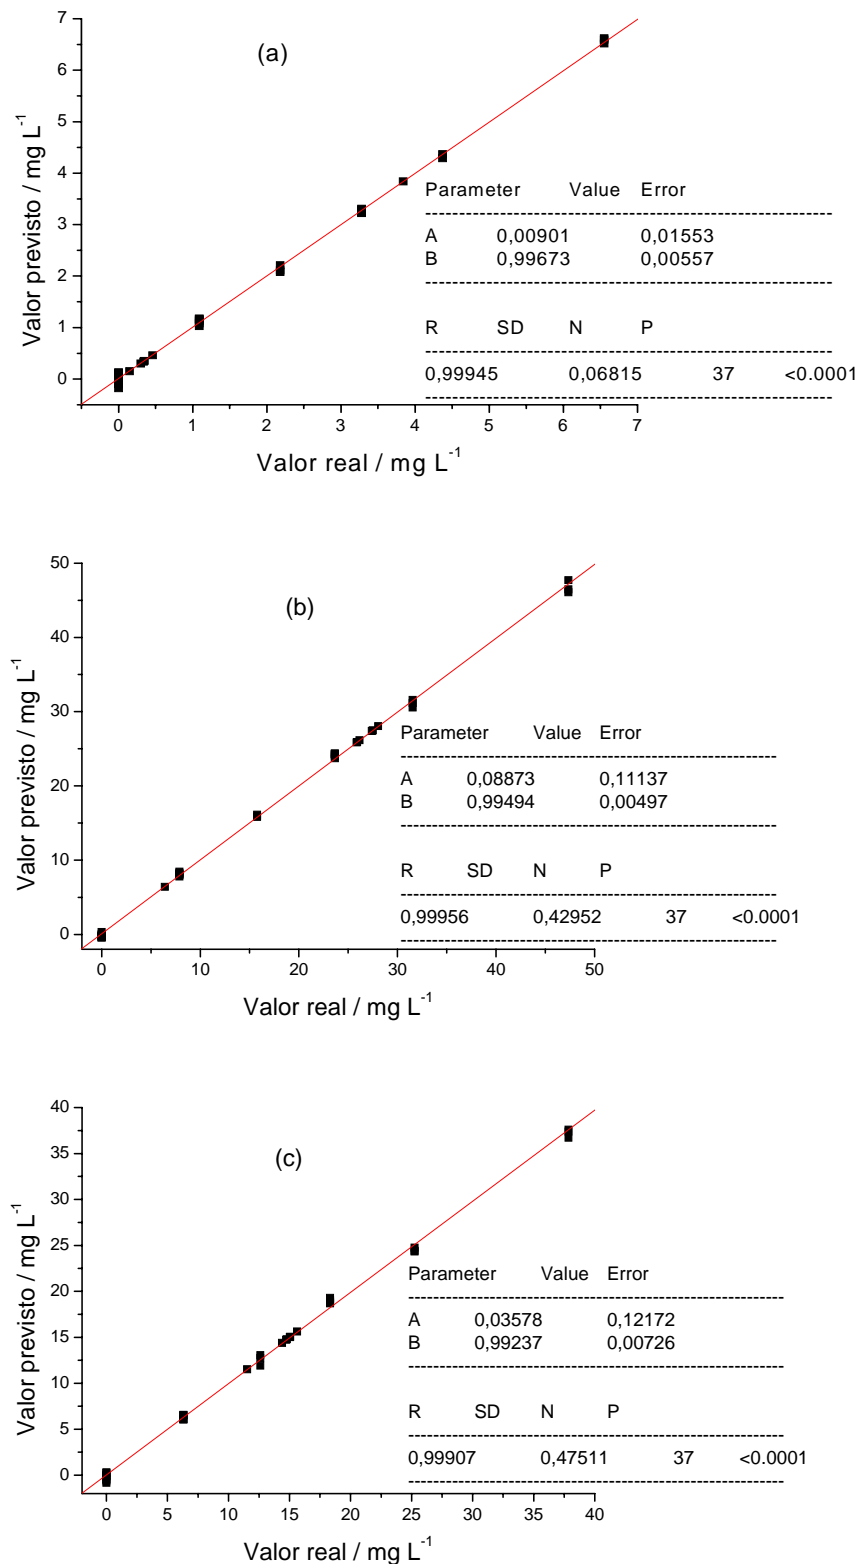 7
6
5
4
3
2
1
0
Valor previsto / mg L⁻¹
(a)
Parameter Value Error
A 0,00901 0,01553
B 0,99673 0,00557
R SD N P
0,99945 0,06815 37 <0.0001
0 1 2 3 4 5 6 7
Valor real / mg L⁻¹
50
40
30
20
10
0
Valor previsto / mg L⁻¹
(b)
Parameter Value Error
A 0,08873 0,11137
B 0,99494 0,00497
R SD N P
0,99956 0,42952 37 <0.0001
0 10 20 30 40 50
Valor real / mg L⁻¹
40
35
30
25
20
15
10
5
0
Valor previsto / mg L⁻¹
(c)
Parameter Value Error
A 0,03578 0,12172
B 0,99237 0,00726
R SD N P
0,99907 0,47511 37 <0.0001
0 5 10 15 20 25 30 35 40
Valor real / mg L⁻¹